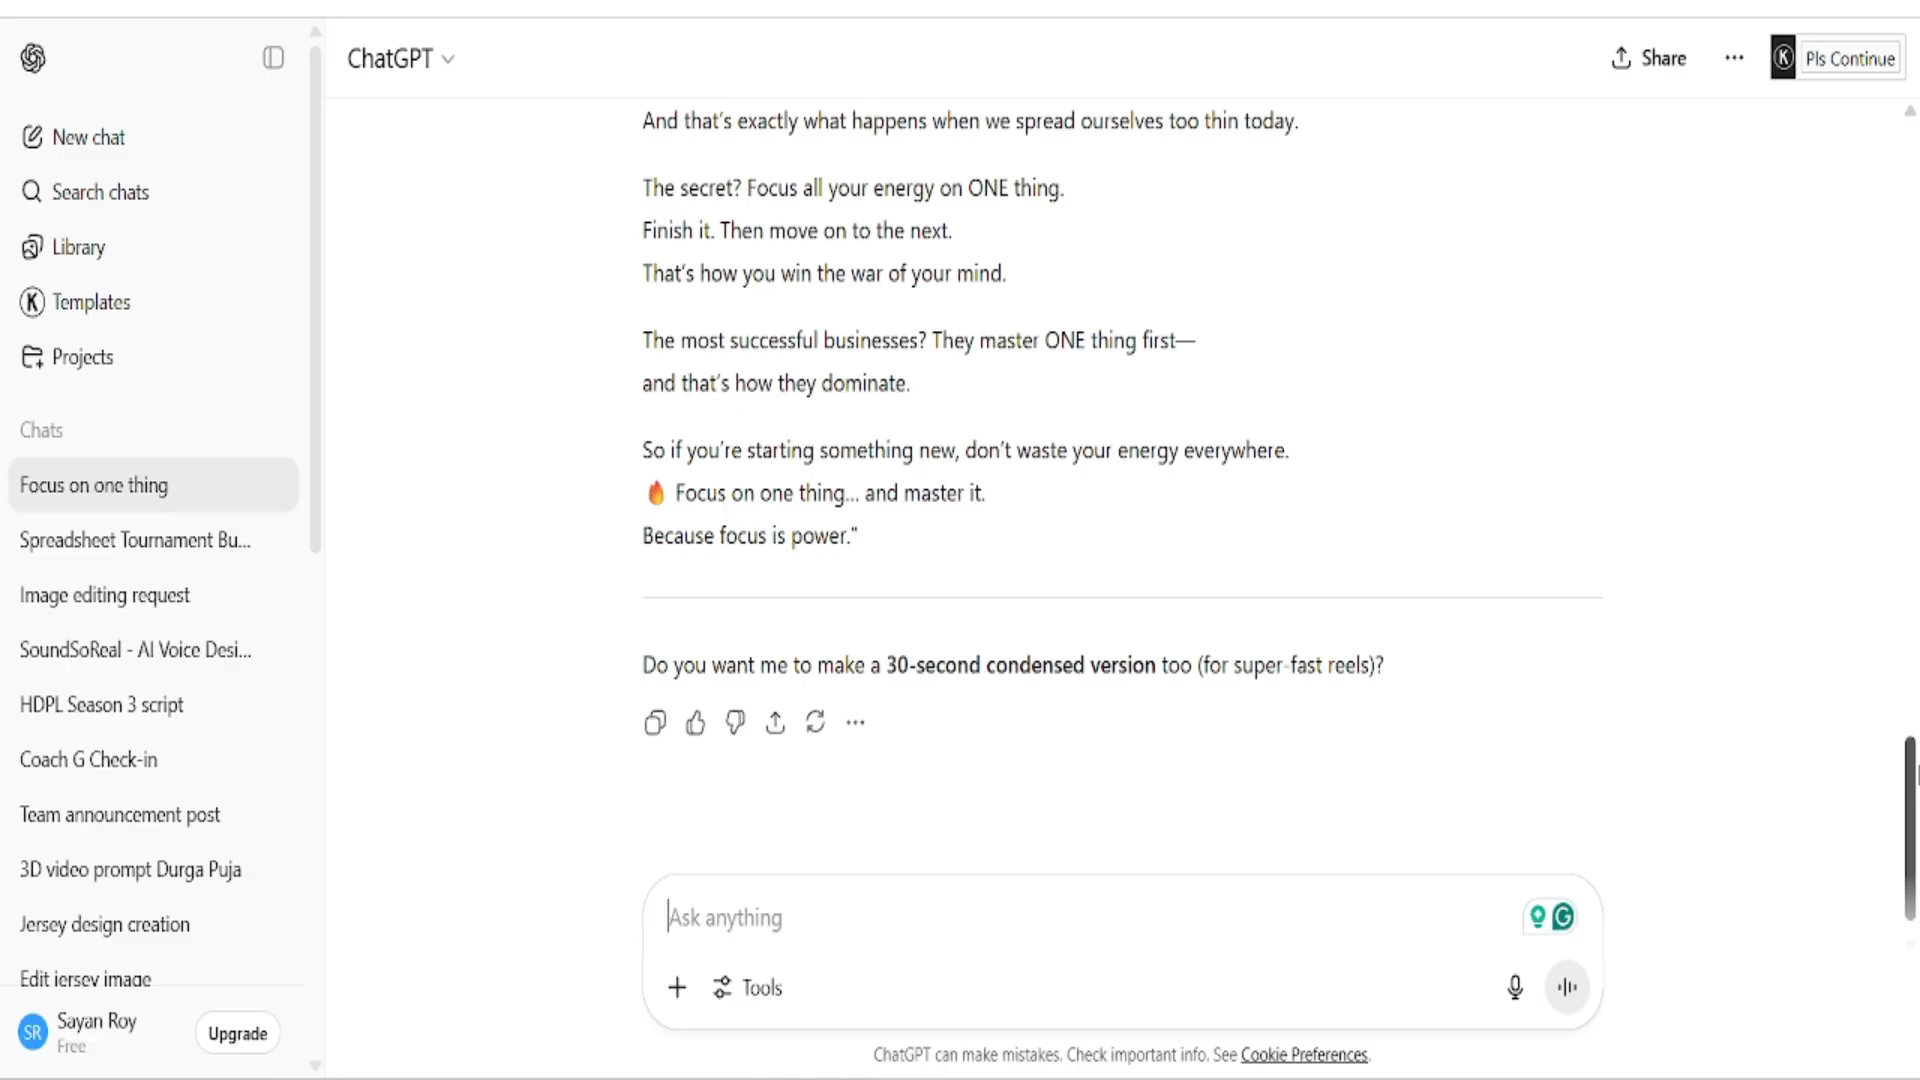 ChatGPT
Share
Pls Continue
New chat
Search chats
Library
Templates
Projects
Chats
Focus on one thing
Spreadsheet Tournament Bu...
Image editing request
SoundSoReal - AI Voice Desi...
HDPL Season 3 script
Coach G Check-in
Team announcement post
3D video prompt Durga Puja
Jersey design creation
Edit jersey image
SR
Sayan Roy
Free
Upgrade
And that's exactly what happens when we spread ourselves too thin today.
The secret? Focus all your energy on ONE thing.
Finish it. Then move on to the next.
That's how you win the war of your mind.
The most successful businesses? They master ONE thing first—
and that's how they dominate.
So if you're starting something new, don't waste your energy everywhere.
🔥 Focus on one thing... and master it.
Because focus is power."
Do you want me to make a 30-second condensed version too (for super-fast reels)?
Ask anything
Tools
ChatGPT can make mistakes. Check important info. See Cookie Preferences.